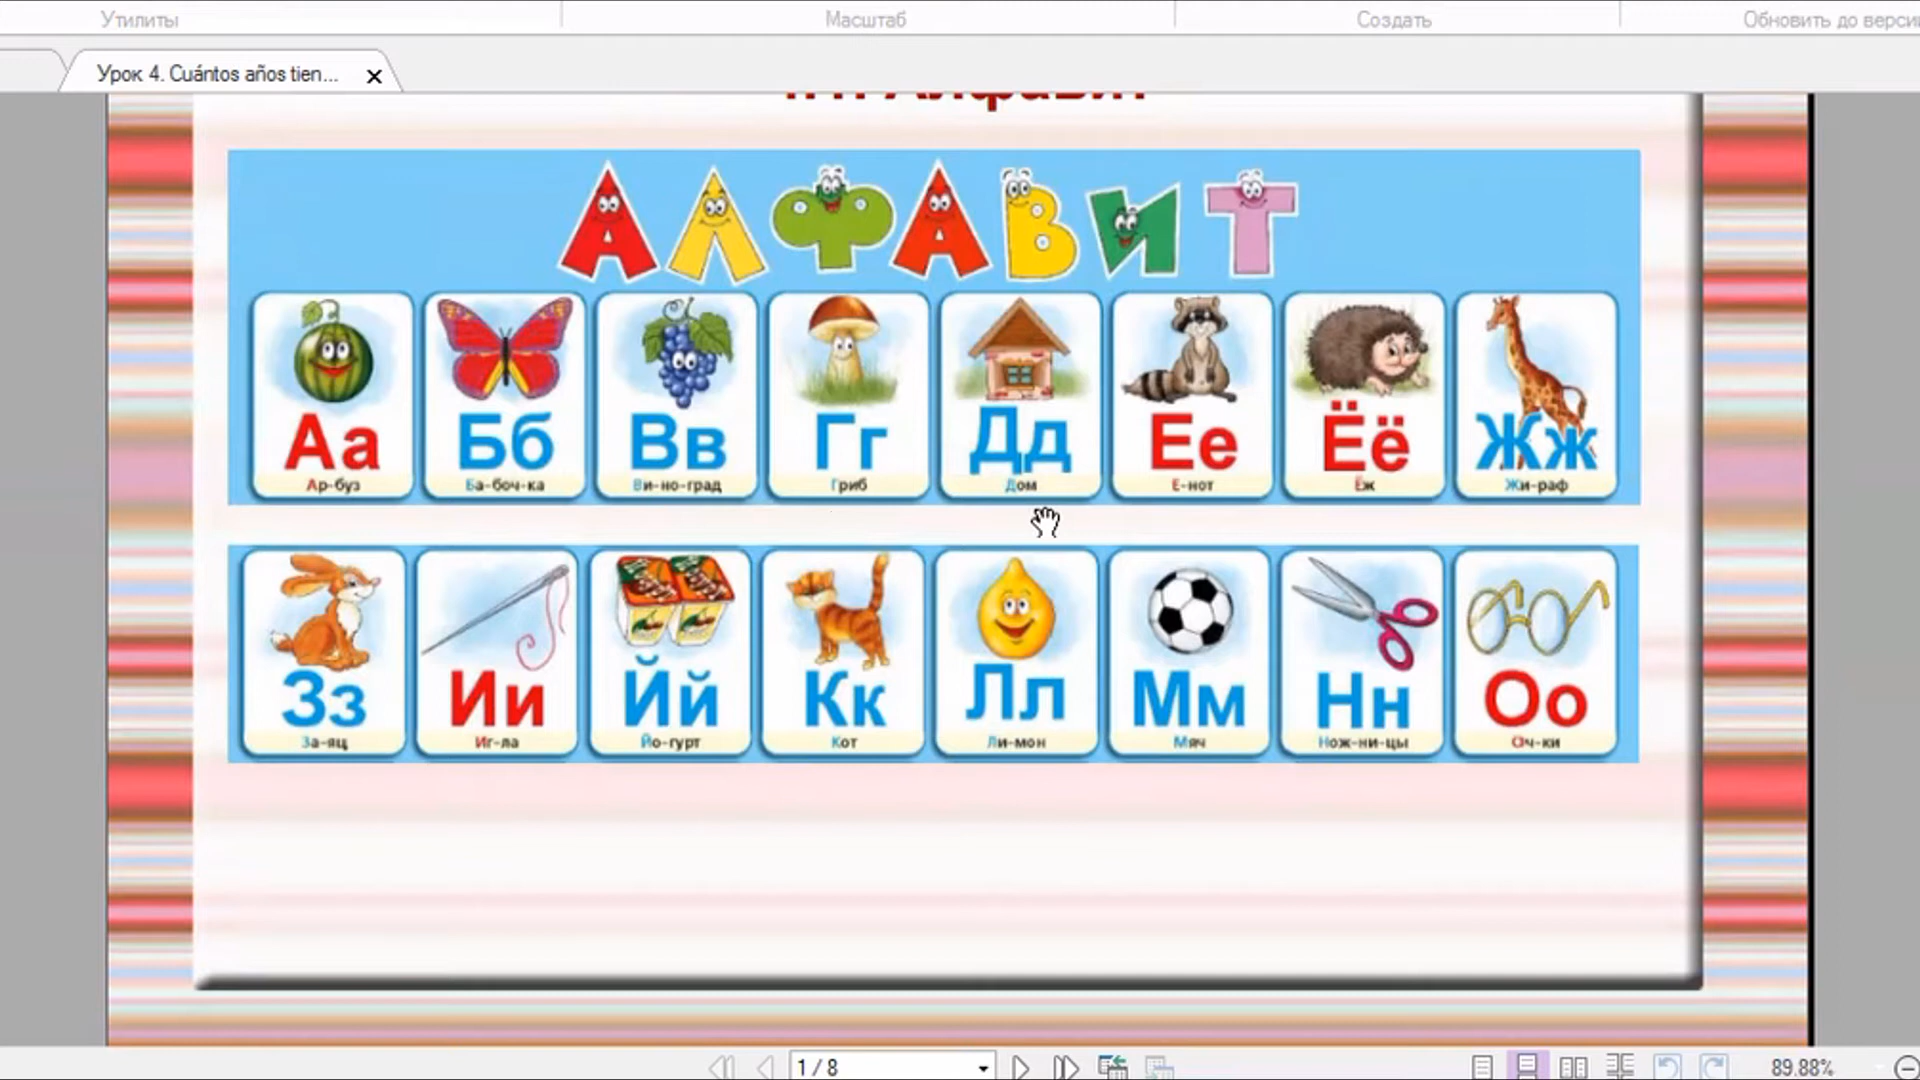 Утилиты Масштаб Создать Обновить до
Урок 4. Cuántos años tien...
Алфавит
АЛФАВИТ
Аа Бб Вв Гг Дд Ее Ёё Жж
Ар-буз Ба-боч-ка Ви-но-град Гриб Дом Е-нот Ёж Жи-раф
Зз Ии Йй Кк Лл Мм Нн Оо
За-яц Иг-ла Йо-гурт Кот Ли-мон Мяч Нож-ни-цы Оч-ки
1 / 8 89.88%